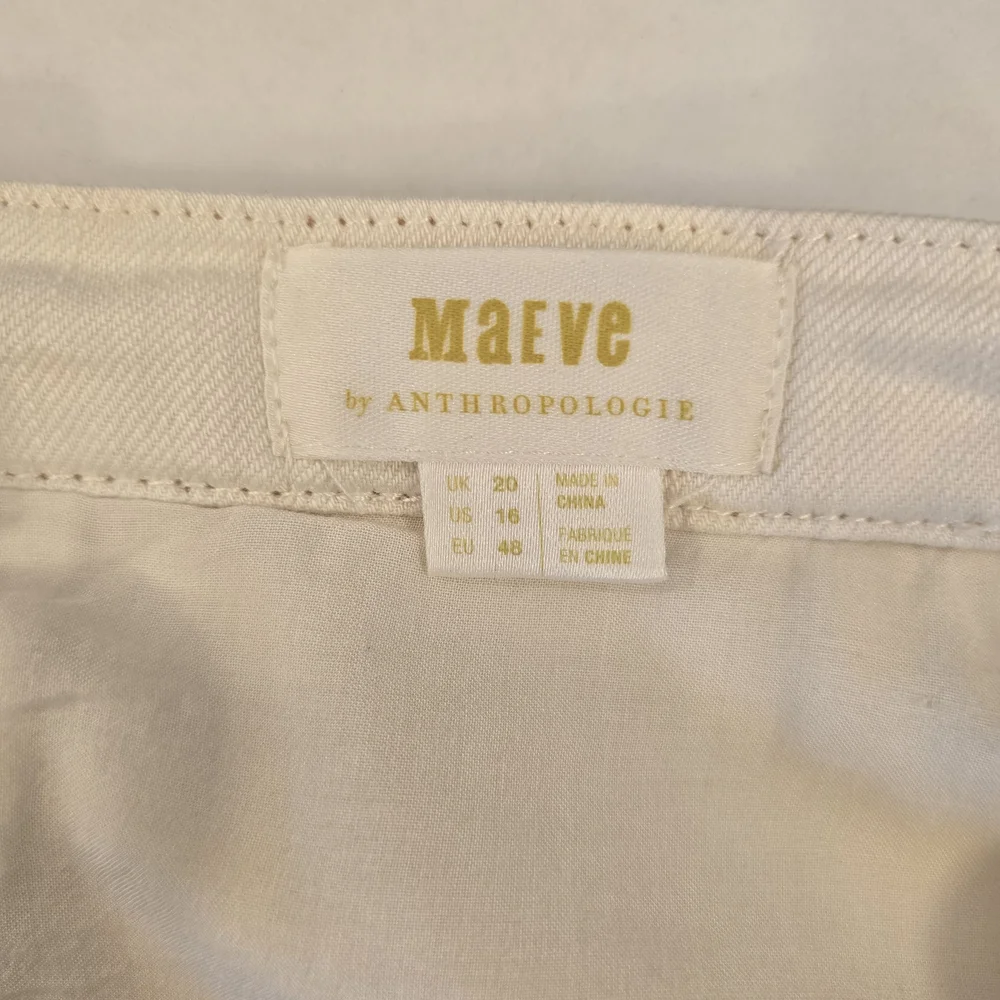 MaEVe
by ANTHROPOLOGIE
UK 20
US 16
EU 48
MADE IN
CHINA
FABRIQUÉ
EN CHINE